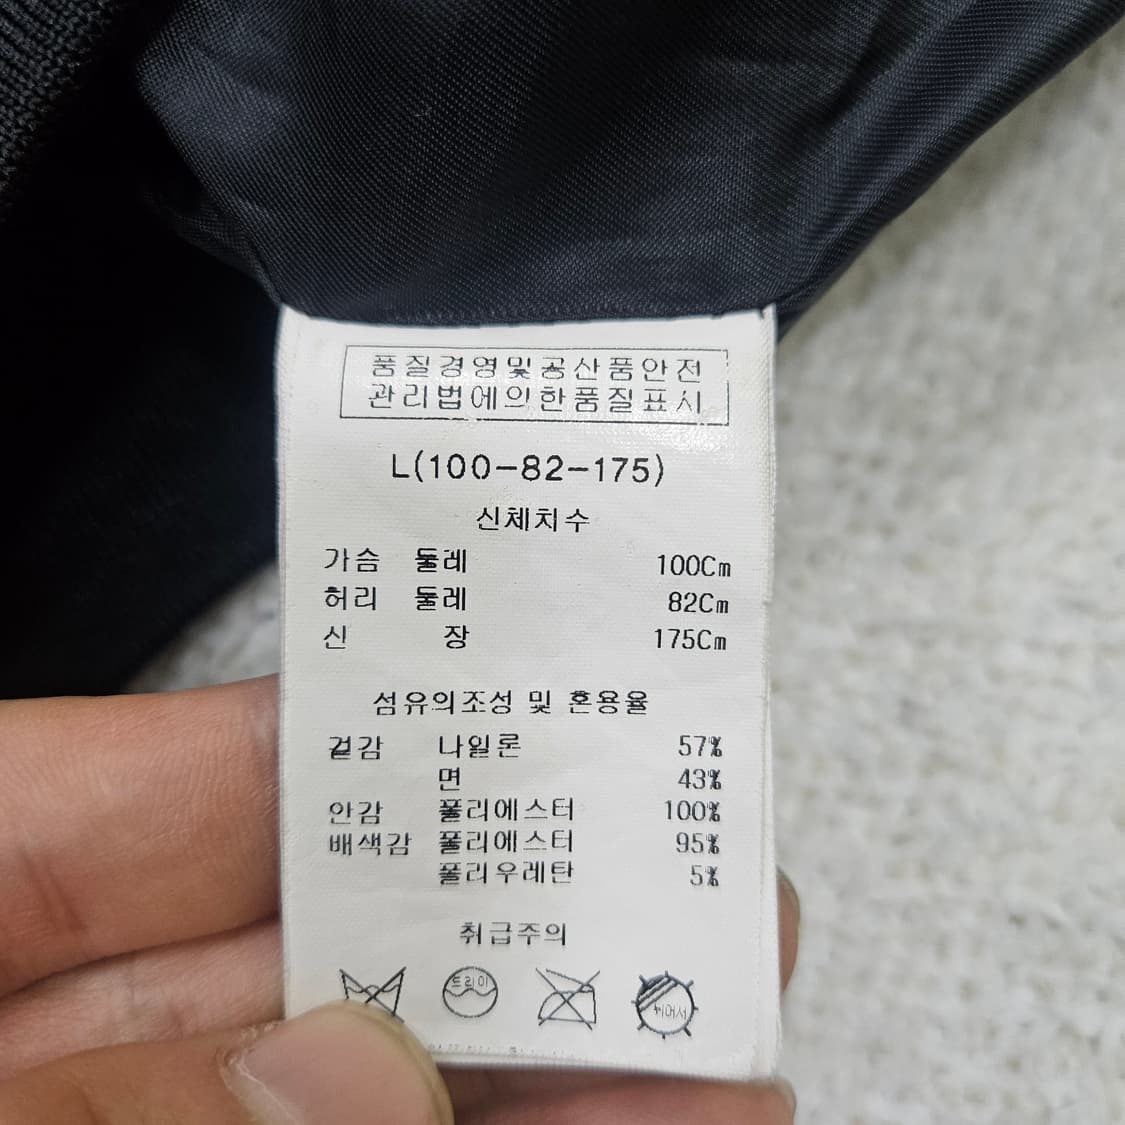 품질경영및공산품안전
관리법에의한품질표시
L(100-82-175)
신체치수
가슴 둘레 100Cm
허리 둘레 82Cm
신 장 175Cm
섬유의조성 및 혼용율
겉감 나일론 57%
면 43%
안감 폴리에스터 100%
배색감 폴리에스터 95%
폴리우레탄 5%
취급주의
드라이
뉘어서